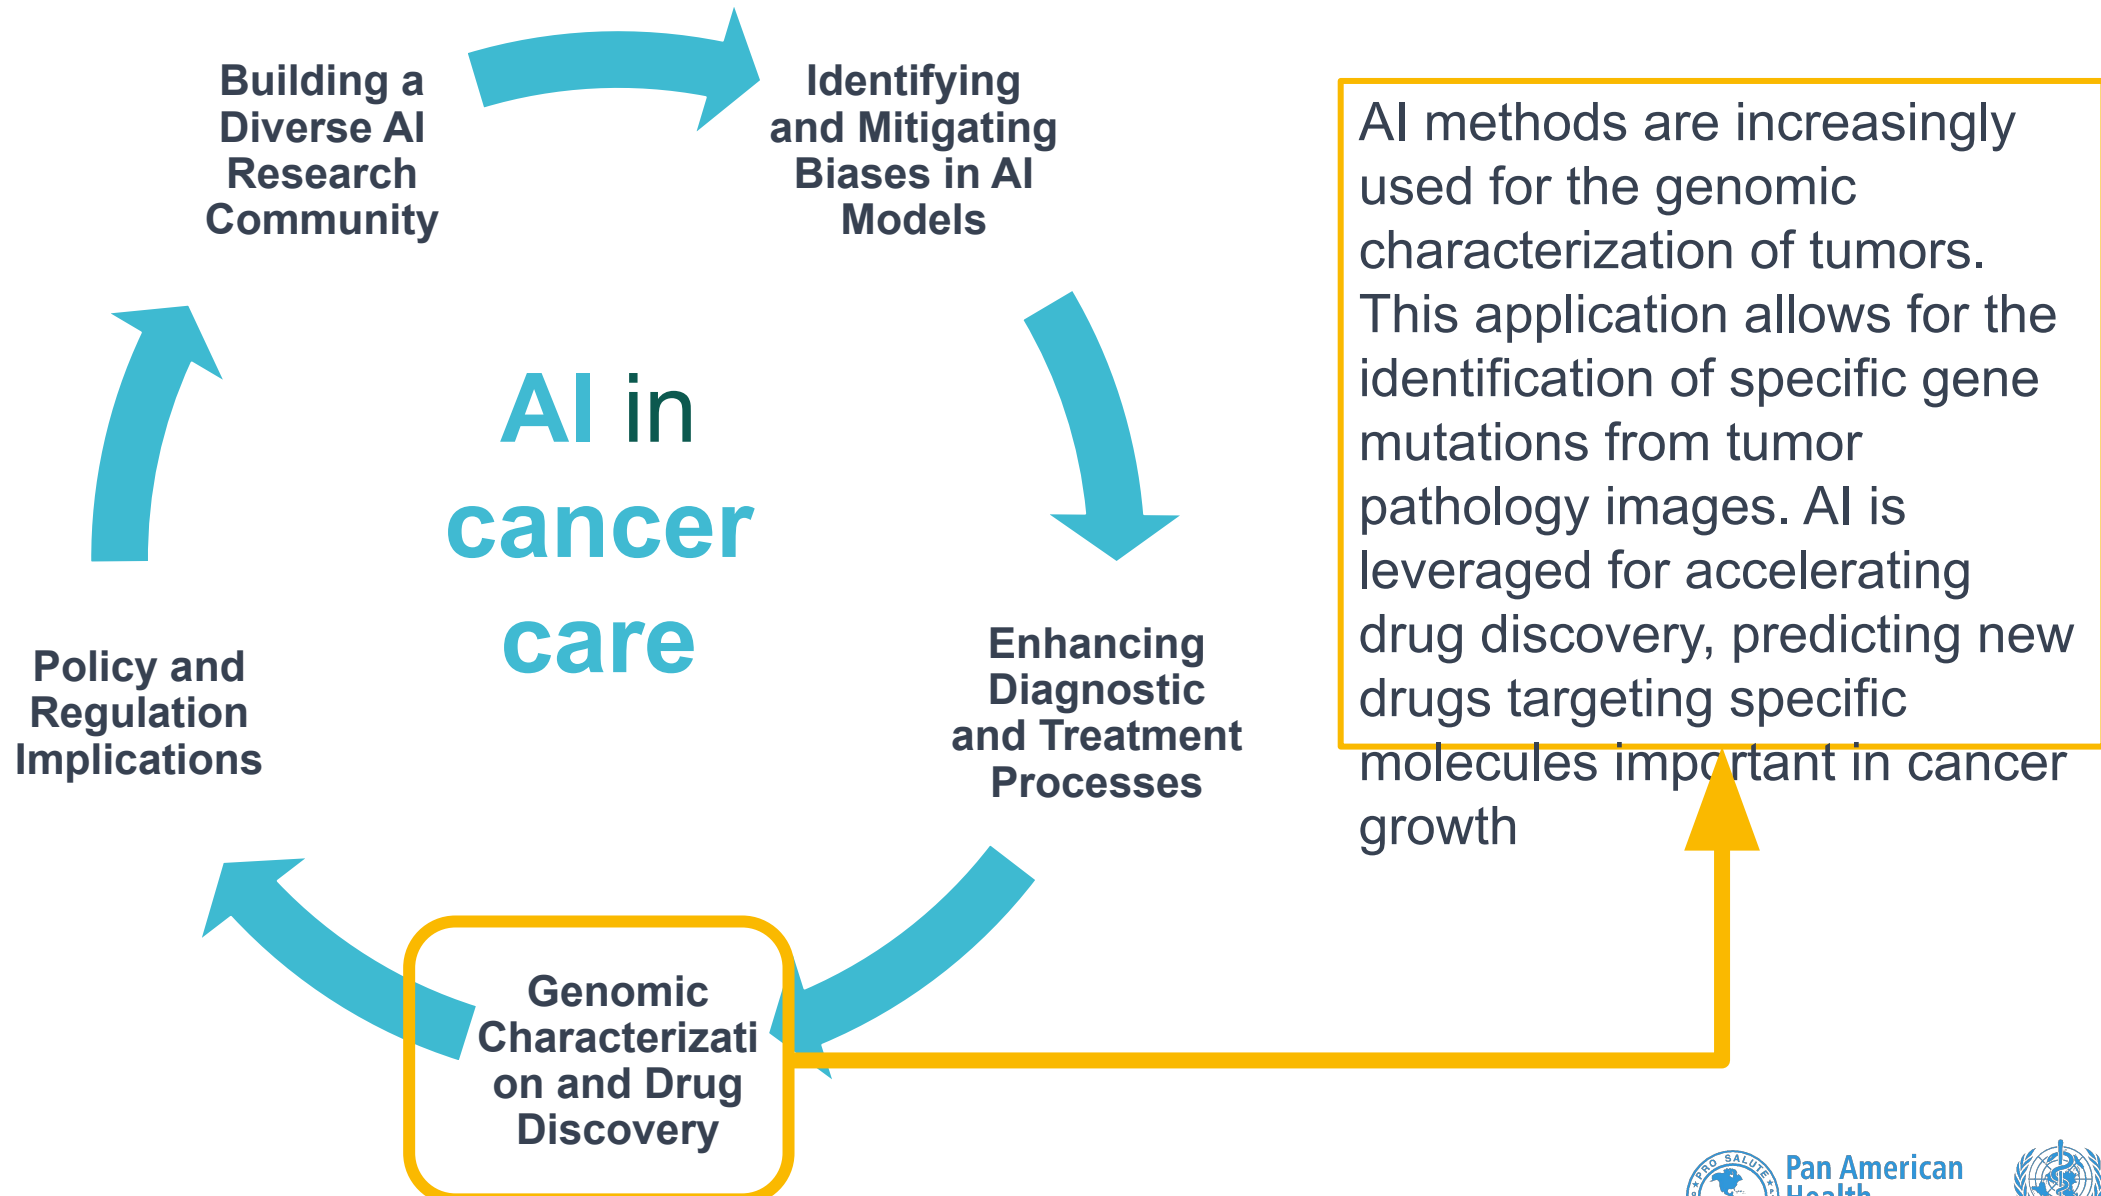 Building a
Diverse AI
Research
Community
Identifying
and Mitigating
Biases in AI
Models
AI in
cancer
care
Enhancing
Diagnostic
and Treatment
Processes
Genomic
Characterizati
on and Drug
Discovery
Policy and
Regulation
Implications
AI methods are increasingly
used for the genomic
characterization of tumors.
This application allows for the
identification of specific gene
mutations from tumor
pathology images. AI is
leveraged for accelerating
drug discovery, predicting new
drugs targeting specific
molecules important in cancer
growth
PRO SALUTE
Pan American
Health